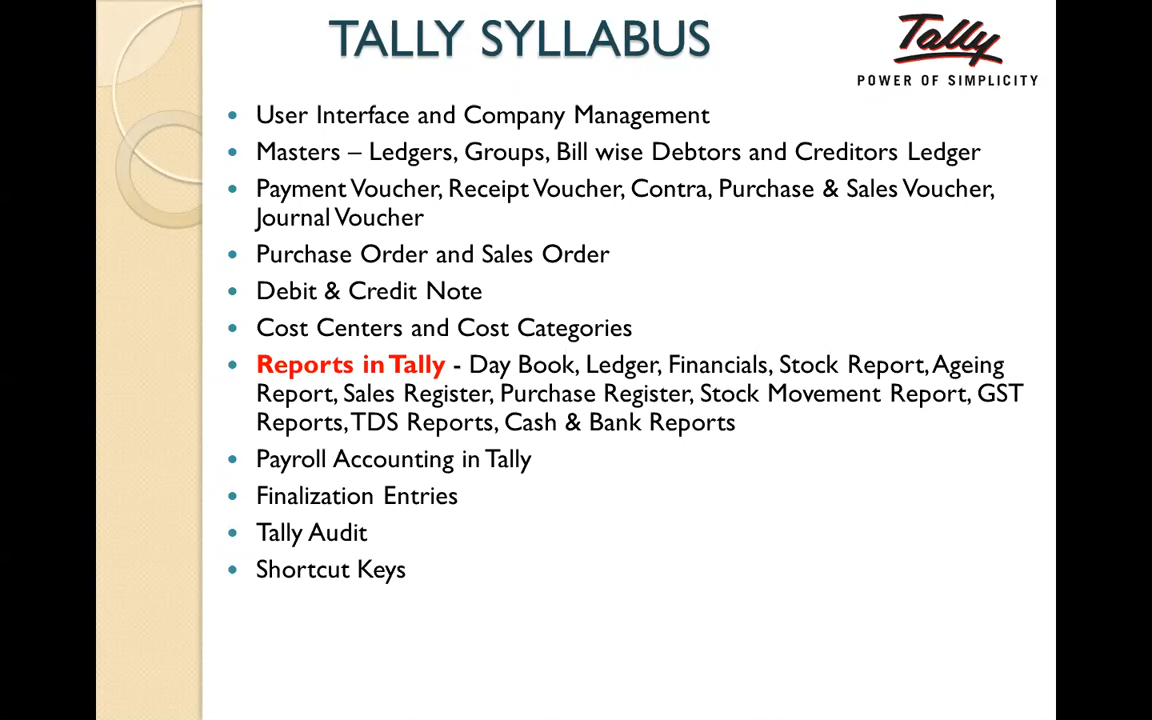 TALLY SYLLABUS
Tally
POWER OF SIMPLICITY
User Interface and Company Management
Masters – Ledgers, Groups, Bill wise Debtors and Creditors Ledger
Payment Voucher, Receipt Voucher, Contra, Purchase & Sales Voucher,
Journal Voucher
Purchase Order and Sales Order
Debit & Credit Note
Cost Centers and Cost Categories
Reports in Tally - Day Book, Ledger, Financials, Stock Report, Ageing
Report, Sales Register, Purchase Register, Stock Movement Report, GST
Reports, TDS Reports, Cash & Bank Reports
Payroll Accounting in Tally
Finalization Entries
Tally Audit
Shortcut Keys